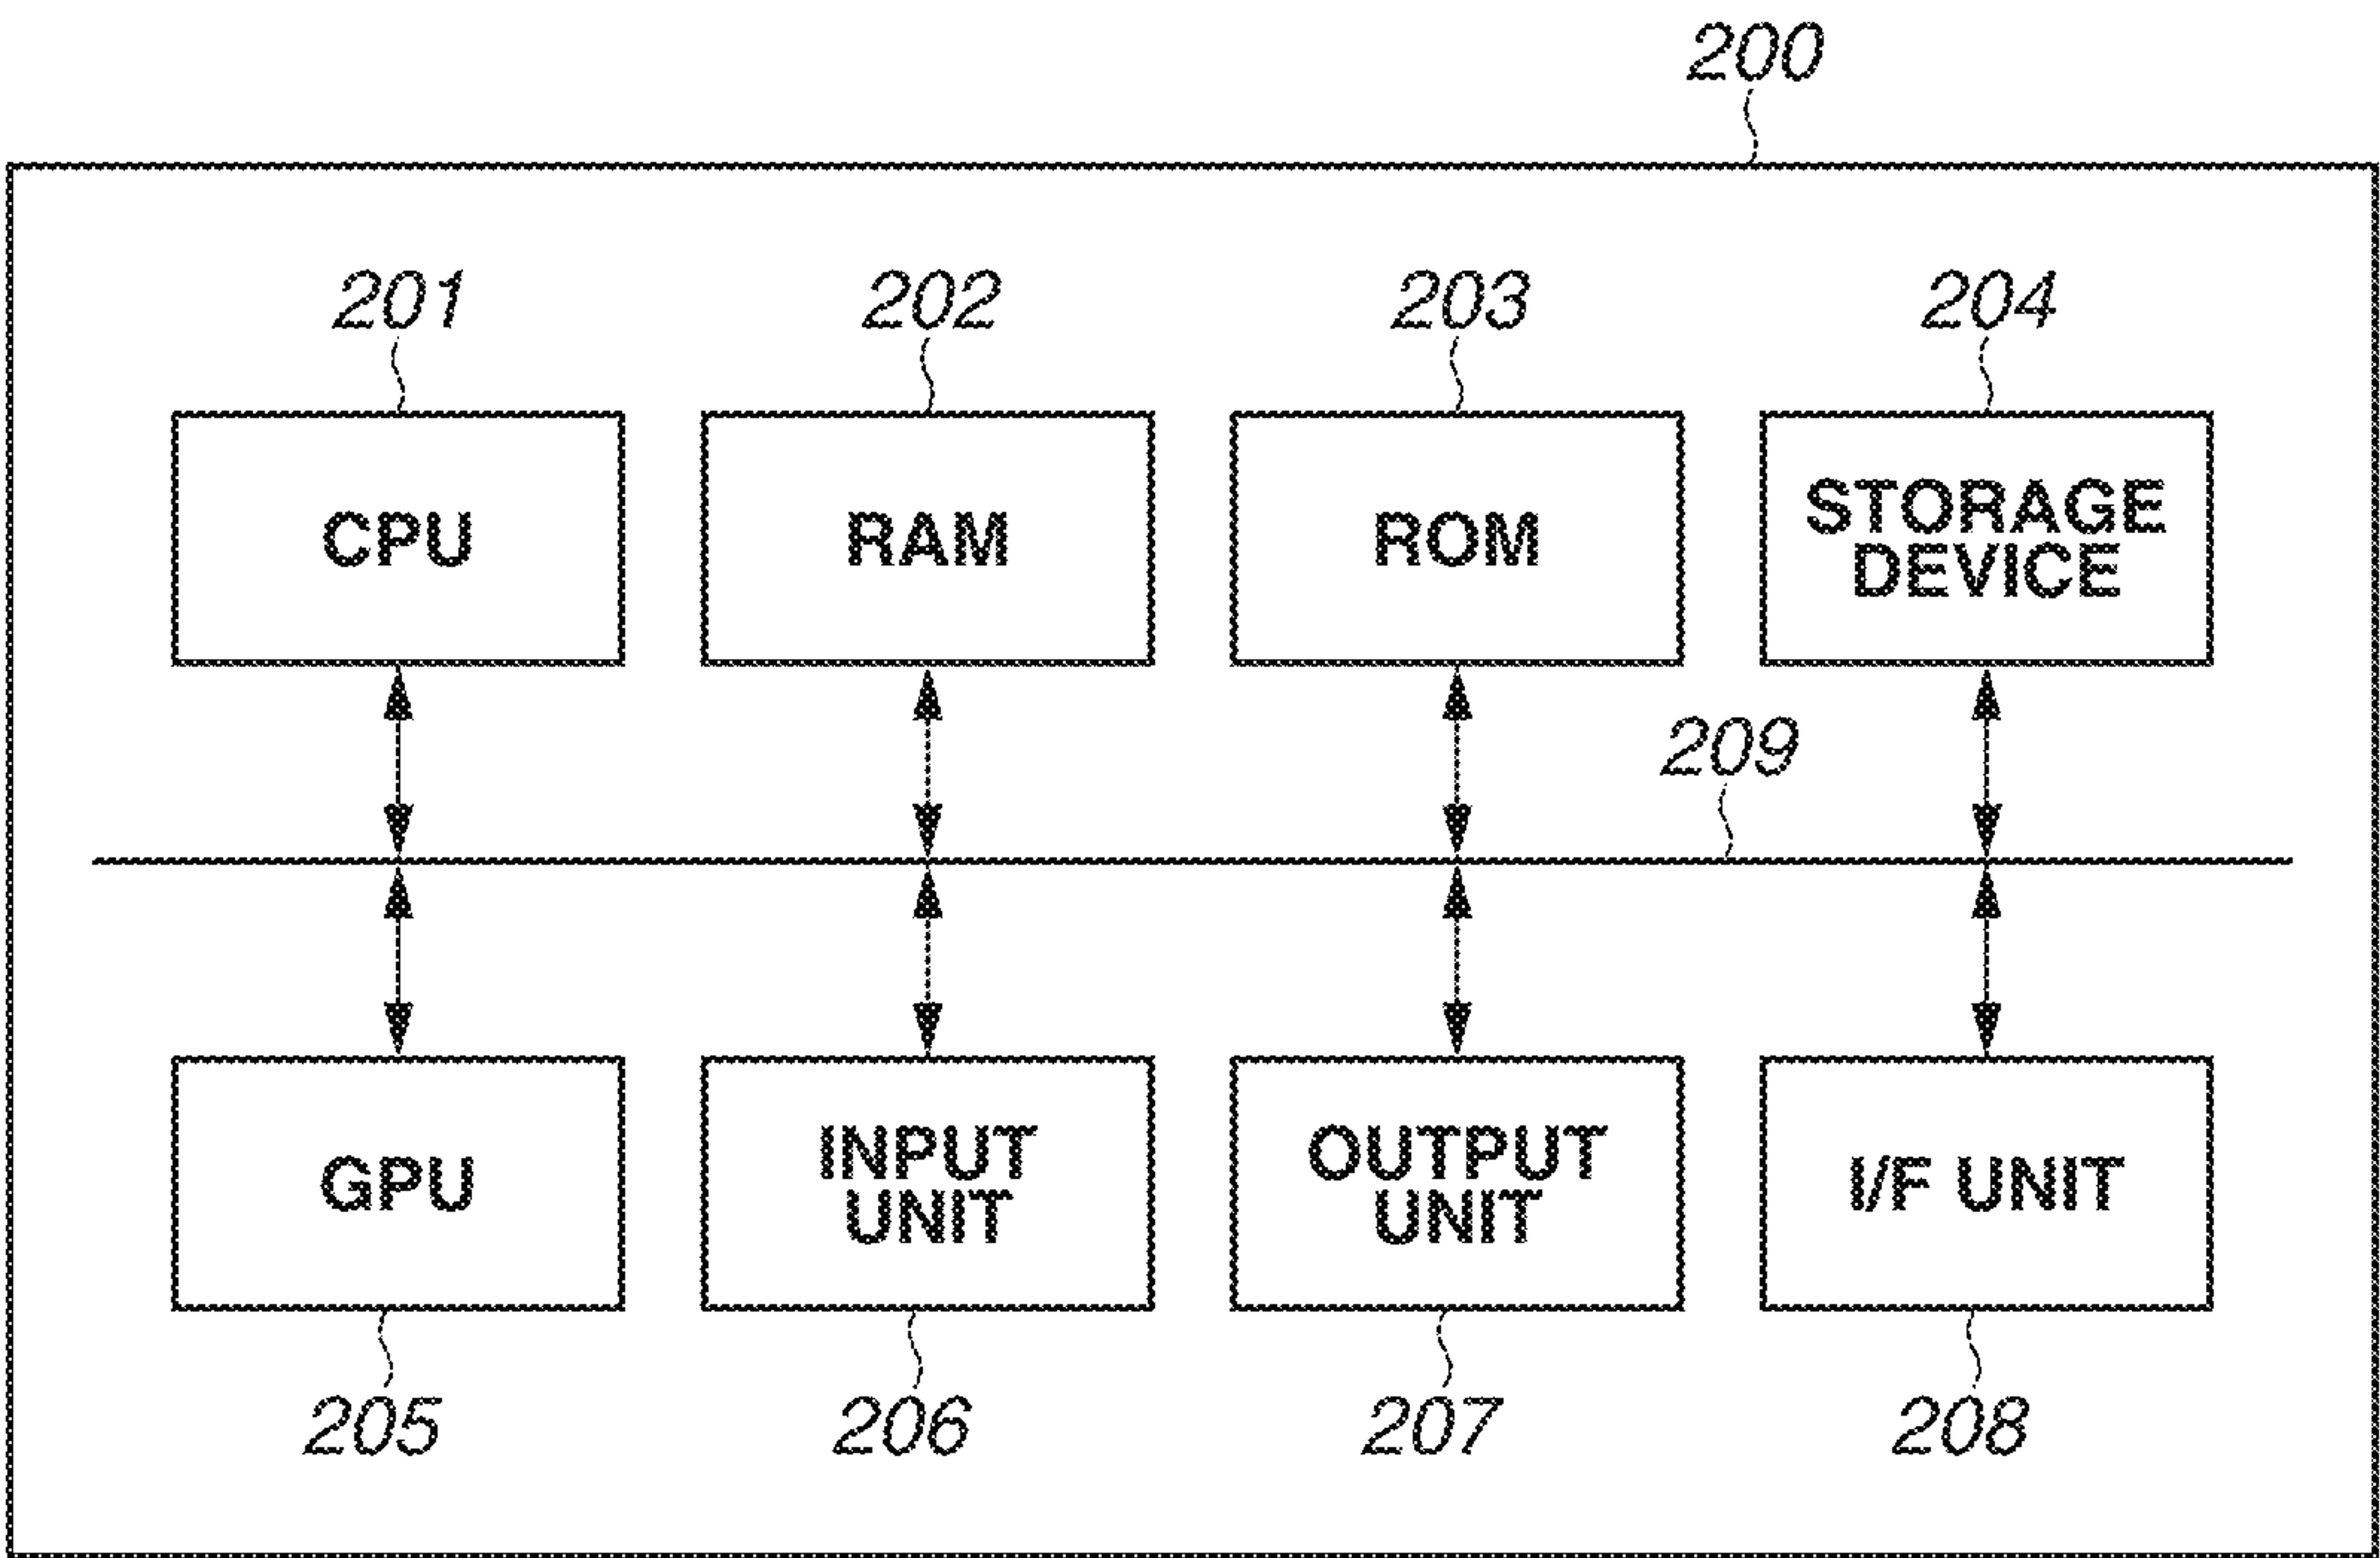 200
201
202
203
204
CPU
RAM
ROM
STORAGE
DEVICE
209
GPU
INPUT
UNIT
OUTPUT
UNIT
I/F UNIT
205
206
207
208